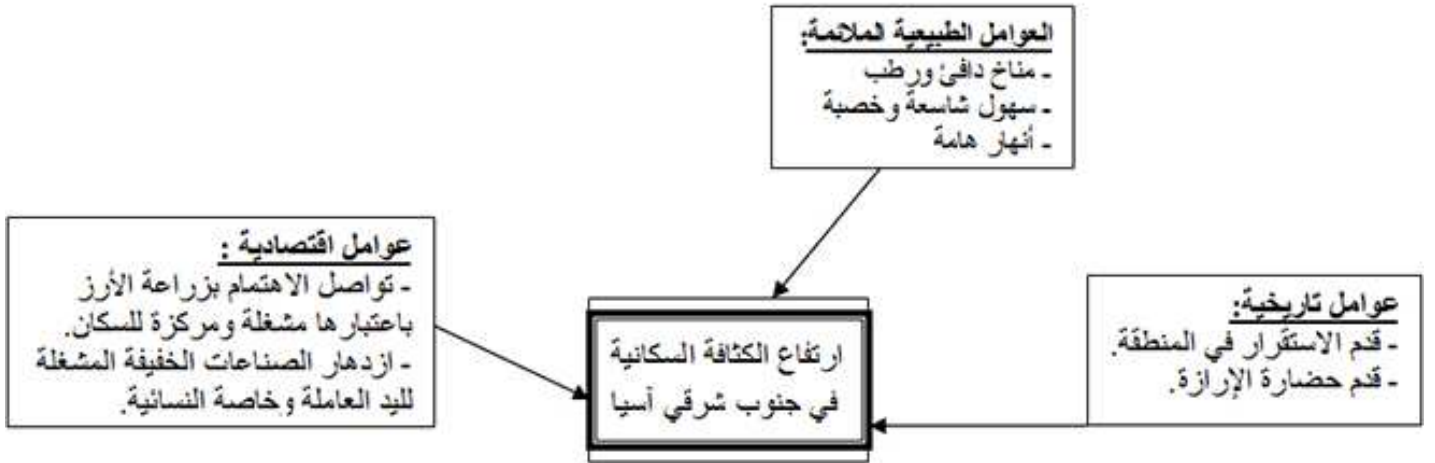 العوامل الطبيعية الملائمة:
- مناخ دافئ ورطب
- سهول شاسعة وخصبة
- أنهار هامة
عوامل تاريخية:
- قدم الاستقرار في المنطقة.
- قدم حضارة الإرازة.
ارتفاع الكثافة السكانية
في جنوب شرقي آسيا
عوامل اقتصادية :
- تواصل الاهتمام بزراعة الأرز
باعتبارها مشغلة ومركزة للسكان.
- ازدهار الصناعات الخفيفة المشغلة
لليد العاملة وخاصة النسائية.